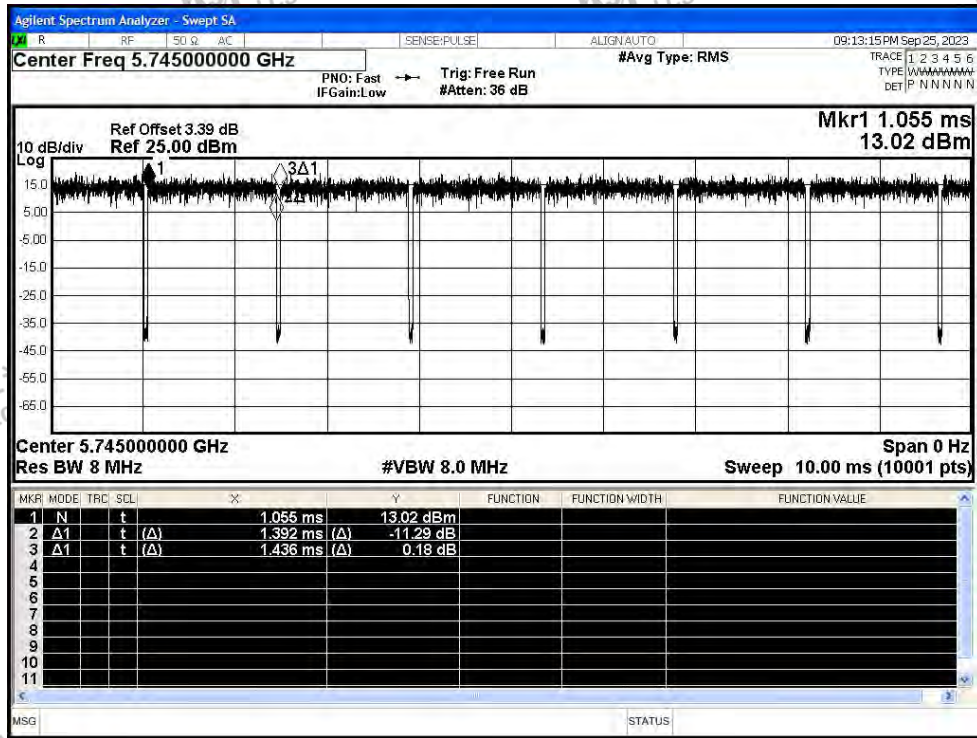 Agilent Spectrum Analyzer - Swept SA
LXI R RF 50 Ω AC SENSE:PULSE ALIGN AUTO 09:13:15 PM Sep 25, 2023
Center Freq 5.745000000 GHz #Avg Type: RMS TRACE 1 2 3 4 5 6
PNO: Fast Trig: Free Run TYPE WWWWWW
IFGain:Low #Atten: 36 dB DET P N N N N N
Mkr1 1.055 ms
Ref Offset 3.39 dB
10 dB/div Ref 25.00 dBm 13.02 dBm
Log
1 3Δ1
15.0
5.00
-5.00
-15.0
-25.0
-35.0
-45.0
-55.0
-65.0
Center 5.745000000 GHz Span 0 Hz
Res BW 8 MHz #VBW 8.0 MHz Sweep 10.00 ms (10001 pts)
MKR MODE TRC SCL X Y FUNCTION FUNCTION WIDTH FUNCTION VALUE
1 N t 1.055 ms 13.02 dBm
2 Δ1 t (Δ) 1.392 ms (Δ) -11.29 dB
3 Δ1 t (Δ) 1.436 ms (Δ) 0.18 dB
4
5
6
7
8
9
10
11
MSG STATUS